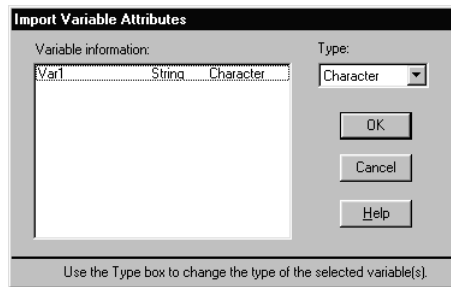 Import Variable Attributes
Variable information:
Type:
Var1 String Character
Character
OK
Cancel
Help
Use the Type box to change the type of the selected variable(s).